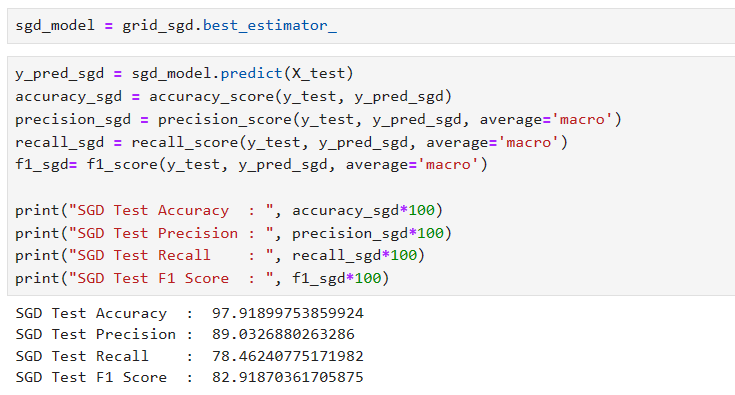 sgd_model = grid_sgd.best_estimator_
y_pred_sgd = sgd_model.predict(X_test)
accuracy_sgd = accuracy_score(y_test, y_pred_sgd)
precision_sgd = precision_score(y_test, y_pred_sgd, average='macro')
recall_sgd = recall_score(y_test, y_pred_sgd, average='macro')
f1_sgd= f1_score(y_test, y_pred_sgd, average='macro')
print("SGD Test Accuracy  : ", accuracy_sgd*100)
print("SGD Test Precision : ", precision_sgd*100)
print("SGD Test Recall    : ", recall_sgd*100)
print("SGD Test F1 Score  : ", f1_sgd*100)
SGD Test Accuracy  :  97.91899753859924
SGD Test Precision :  89.0326880263286
SGD Test Recall    :  78.46240775171982
SGD Test F1 Score  :  82.91870361705875